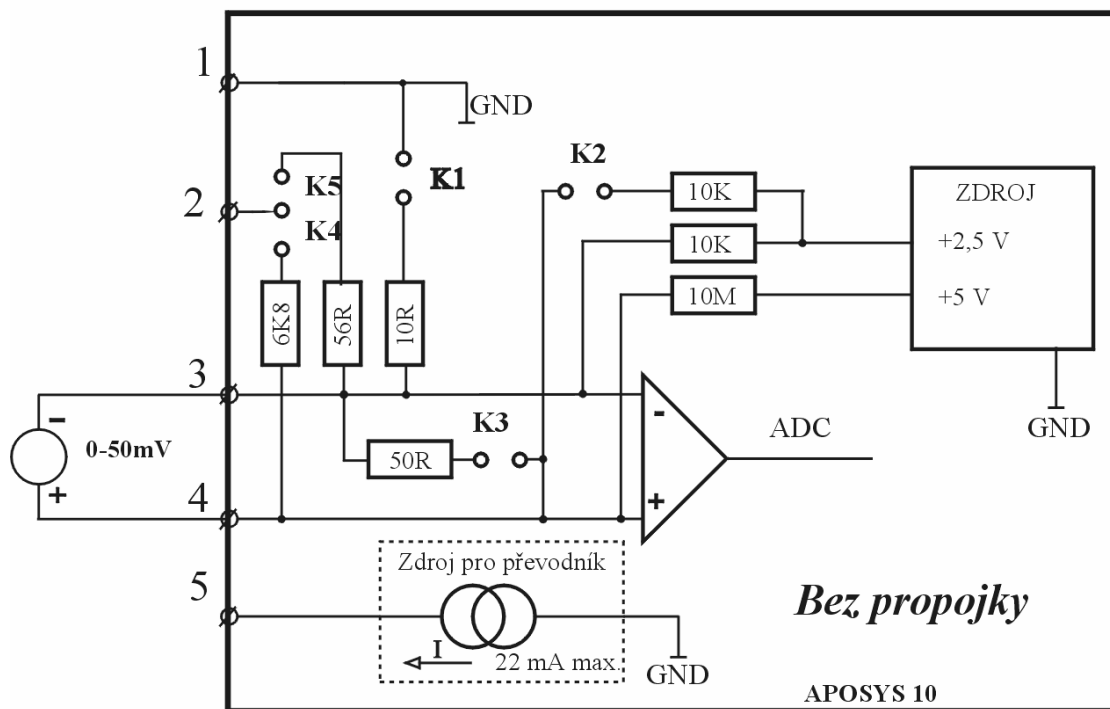 1
GND
K2
K5
K1
10K
ZDROJ
2
K4
10K
+2,5 V
10M
+5 V
6K8
56R
10R
3
-
K3
-
ADC
GND
0-50mV
50R
+
4
+
Zdroj pro převodník
5
Bez propojky
I
22 mA max.
GND
APOSYS 10